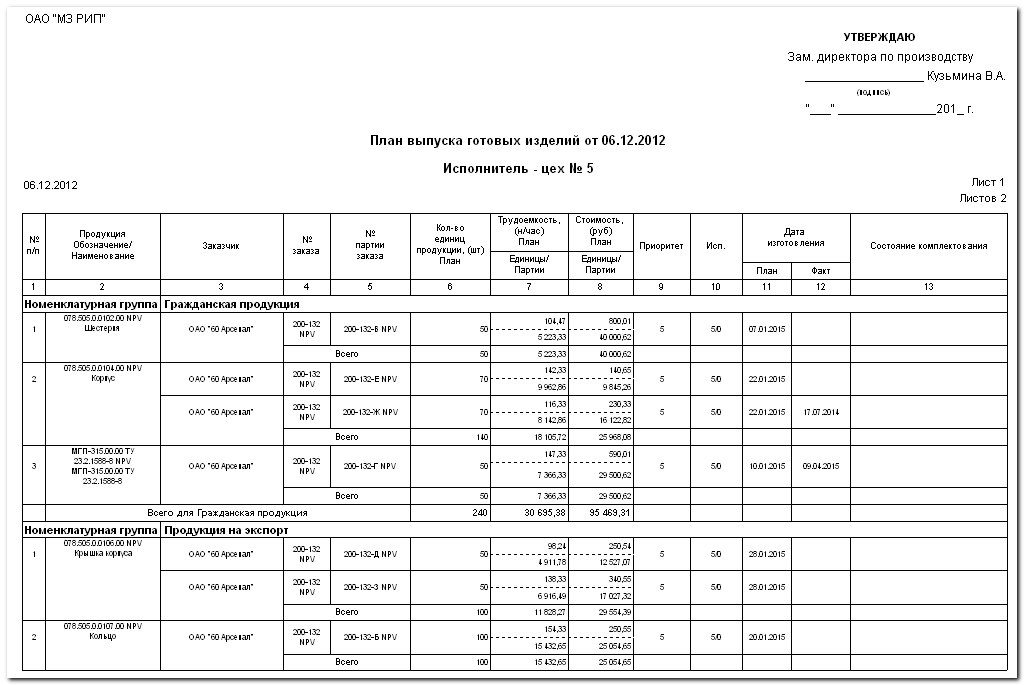 ОАО "МЗ РИП"
УТВЕРЖДАЮ
Зам. директора по производству
__________________ Кузьмина В.А.
(подпись)
"___" _______________201_ г.
План выпуска готовых изделий от 06.12.2012
Исполнитель - цех № 5
06.12.2012
Лист 1
Листов 2
№ п/п Продукция Обозначение/ Наименование Заказчик № заказа № партии заказа Кол-во единиц продукции, (шт) План Трудоемкость, (н/час) План Единицы/ Партии Стоимость, (руб) План Единицы/ Партии Приоритет Исп. Дата изготовления План Факт Состояние комплектования
1 2 3 4 5 6 7 8 9 10 11 12 13
Номенклатурная группа Гражданская продукция
1 078.505.0.0102.00 NPV Шестерня ОАО "60 Арсенал" 200-132 NPV 200-132-В NPV 50 104,47 800,01 5 5/0 07.01.2015
5 223,33 40 000,62
Всего 50 5 223,33 40 000,62
2 078.505.0.0104.00 NPV Корпус ОАО "60 Арсенал" 200-132 NPV 200-132-Е NPV 70 142,33 140,65 5 5/0 22.01.2015
9 962,86 9 845,26
ОАО "60 Арсенал" 200-132 NPV 200-132-Ж NPV 70 116,33 230,33 5 5/0 22.01.2015 17.07.2014
8 142,86 16 122,82
Всего 140 18 105,72 25 968,08
3 МГП-315.00.00 ТУ 23.2.1588-8 NPV МГП-315.00.00 ТУ 23.2.1588-8 ОАО "60 Арсенал" 200-132 NPV 200-132-Г NPV 50 147,33 590,01 5 5/0 10.01.2015 09.04.2015
7 366,33 29 500,62
Всего 50 7 366,33 29 500,62
Всего для Гражданская продукция 240 30 695,38 95 469,31
Номенклатурная группа Продукция на экспорт
1 078.505.0.0106.00 NPV Крышка корпуса ОАО "60 Арсенал" 200-132 NPV 200-132-Д NPV 50 98,24 250,54 5 5/0 28.01.2015
4 911,78 12 527,07
ОАО "60 Арсенал" 200-132 NPV 200-132-З NPV 50 138,33 340,55 5 5/0 28.01.2015
6 916,49 17 027,32
Всего 100 11 828,27 29 554,39
2 078.505.0.0107.00 NPV Кольцо ОАО "60 Арсенал" 200-132 NPV 200-132-Б NPV 100 154,33 250,55 5 5/0 20.01.2015
15 432,65 25 054,65
Всего 100 15 432,65 25 054,65